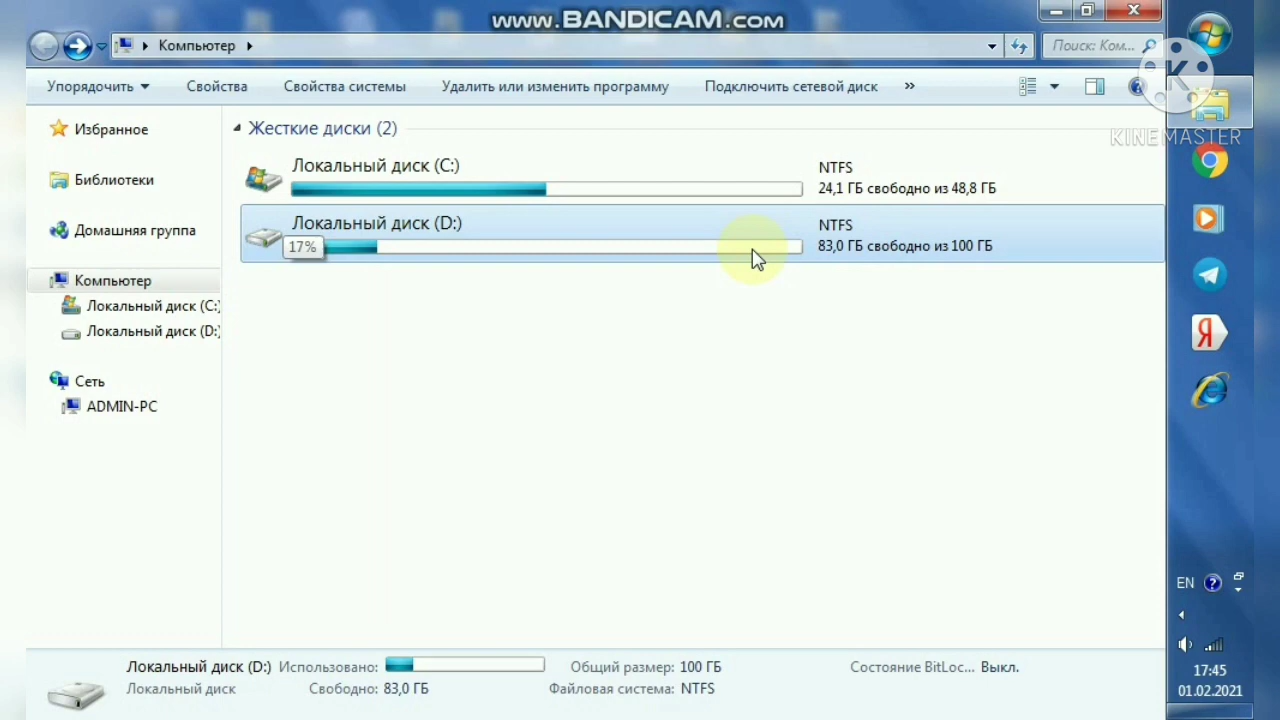 www.BANDICAM.com
Компьютер
Поиск: Ком...
KINEMASTER
Упорядочить
Свойства
Свойства системы
Удалить или изменить программу
Подключить сетевой диск
»
Избранное
Библиотеки
Домашняя группа
Компьютер
Локальный диск (C:)
Локальный диск (D:)
Сеть
ADMIN-PC
Жесткие диски (2)
Локальный диск (C:)
NTFS
24,1 ГБ свободно из 48,8 ГБ
Локальный диск (D:)
17%
NTFS
83,0 ГБ свободно из 100 ГБ
Я
EN
17:45
01.02.2021
Локальный диск (D:) Использовано: Общий размер: 100 ГБ Состояние BitLoc... Выкл.
Локальный диск Свободно: 83,0 ГБ Файловая система: NTFS